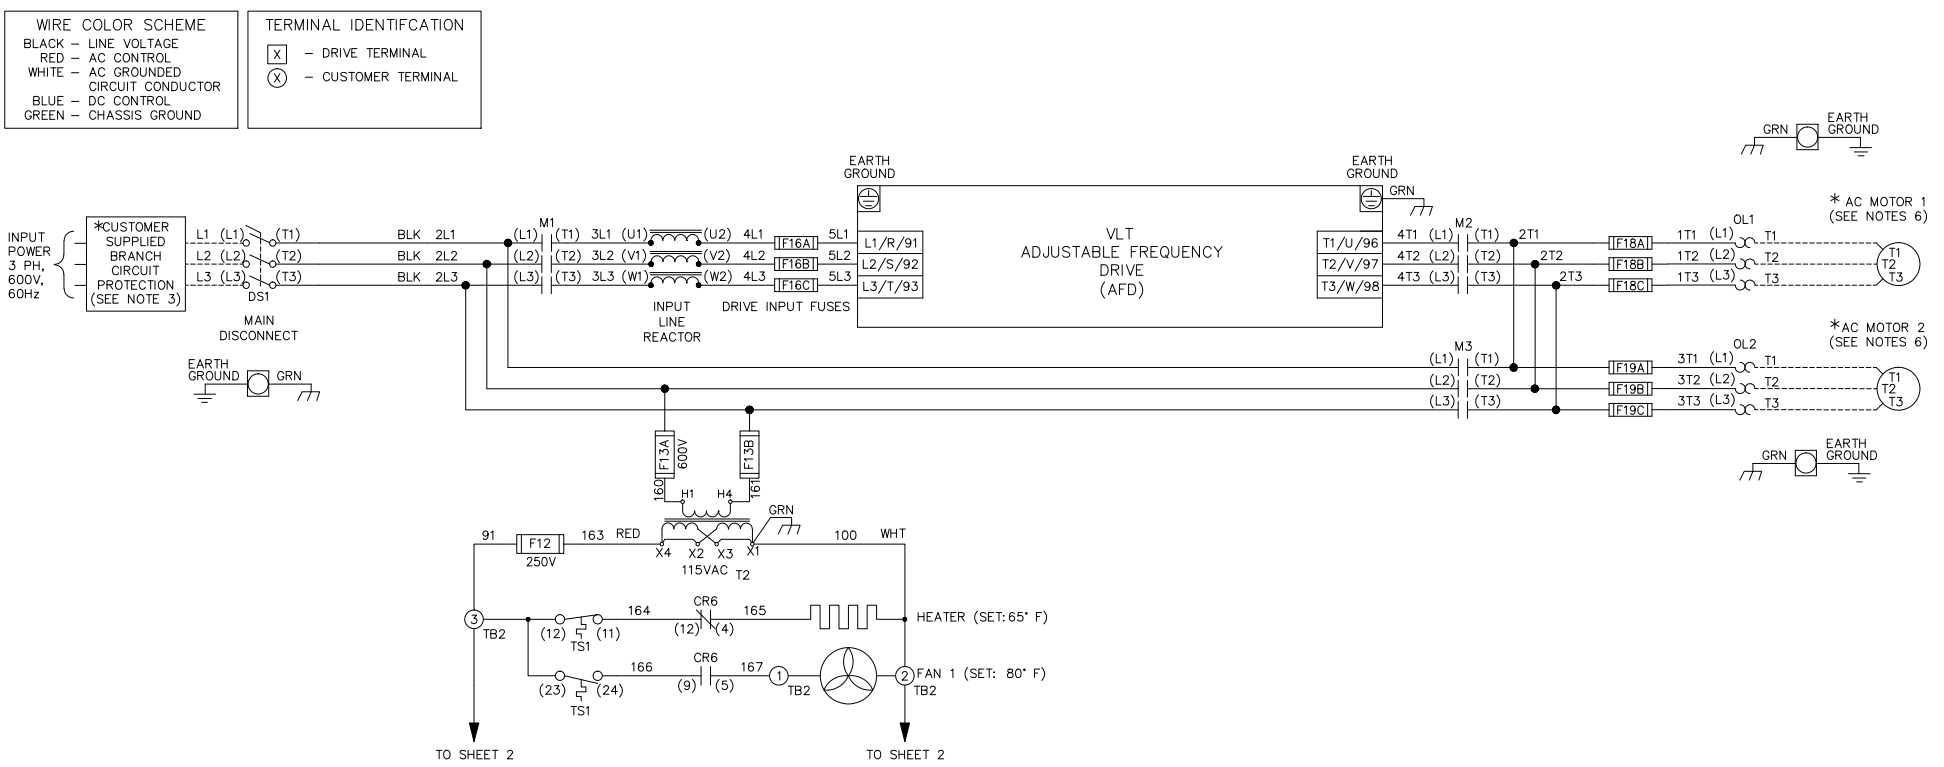 WIRE COLOR SCHEME
BLACK – LINE VOLTAGE
RED – AC CONTROL
WHITE – AC GROUNDED
CIRCUIT CONDUCTOR
BLUE – DC CONTROL
GREEN – CHASSIS GROUND
TERMINAL IDENTIFCATION
X – DRIVE TERMINAL
X – CUSTOMER TERMINAL
GRN EARTH GROUND
EARTH GROUND
EARTH GROUND
GRN
INPUT
POWER
3 PH,
600V,
60Hz
*CUSTOMER
SUPPLIED
BRANCH
CIRCUIT
PROTECTION
(SEE NOTE 3)
L1 (L1) (T1) BLK 2L1 (L1) M1 (T1) 3L1 (U1) (U2) 4L1 F16A 5L1 L1/R/91
L2 (L2) (T2) BLK 2L2 (L2) (T2) 3L2 (V1) (V2) 4L2 F16B 5L2 L2/S/92
L3 (L3) (T3) BLK 2L3 (L3) (T3) 3L3 (W1) (W2) 4L3 F16C 5L3 L3/T/93
DS1
MAIN
DISCONNECT
INPUT
LINE
REACTOR
DRIVE INPUT FUSES
VLT
ADJUSTABLE FREQUENCY
DRIVE
(AFD)
T1/U/96 4T1 (L1) M2 (T1) 2T1 F18A 1T1 (L1) OL1 T1
T2/V/97 4T2 (L2) (T2) 2T2 F18B 1T2 (L2) T2
T3/W/98 4T3 (L3) (T3) 2T3 F18C 1T3 (L3) T3
* AC MOTOR 1
(SEE NOTES 6)
T1
T2
T3
EARTH
GROUND GRN
(L1) M3 (T1) F19A 3T1 (L1) OL2 T1
(L2) (T2) F19B 3T2 (L2) T2
(L3) (T3) F19C 3T3 (L3) T3
*AC MOTOR 2
(SEE NOTES 6)
T1
T2
T3
GRN EARTH GROUND
F13A
600V
F13B
160
161
H1 H4
GRN
91 F12 163 RED
250V
X4 X2 X3 X1
115VAC T2
100 WHT
3
TB2
(12) (11)
TS1
164
CR6
(12) (4)
165
HEATER (SET:65° F)
(23) (24)
TS1
166
CR6
(9) (5)
167
1
TB2
2
TB2
FAN 1 (SET: 80° F)
TO SHEET 2
TO SHEET 2